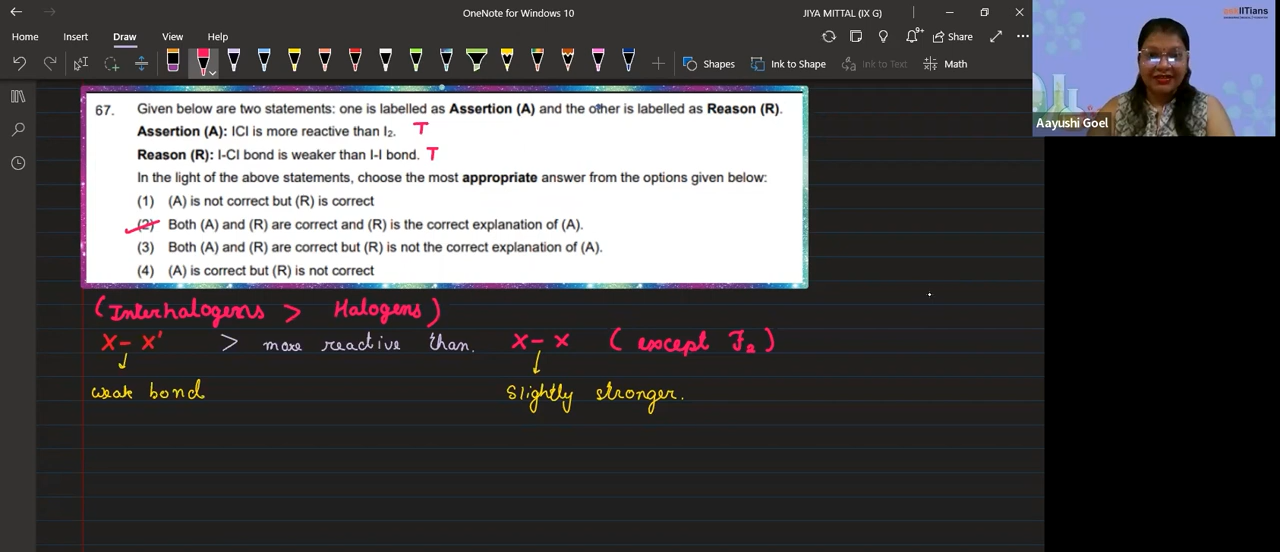 OneNote for Windows 10
JIYA MITTAL (IX G)
askIITians
Home Insert Draw View Help
Share
Shapes Ink to Shape Ink to Text Math
Aayushi Goel
67. Given below are two statements: one is labelled as Assertion (A) and the other is labelled as Reason (R).
Assertion (A): ICl is more reactive than I₂. T
Reason (R): I-Cl bond is weaker than I-I bond. T
In the light of the above statements, choose the most appropriate answer from the options given below:
(1) (A) is not correct but (R) is correct
(2) Both (A) and (R) are correct and (R) is the correct explanation of (A).
(3) Both (A) and (R) are correct but (R) is not the correct explanation of (A).
(4) (A) is correct but (R) is not correct
(Interhalogens > Halogens)
X - X' > more reactive than. X - X (except F₂)
↓ ↓
weak bond Slightly stronger.